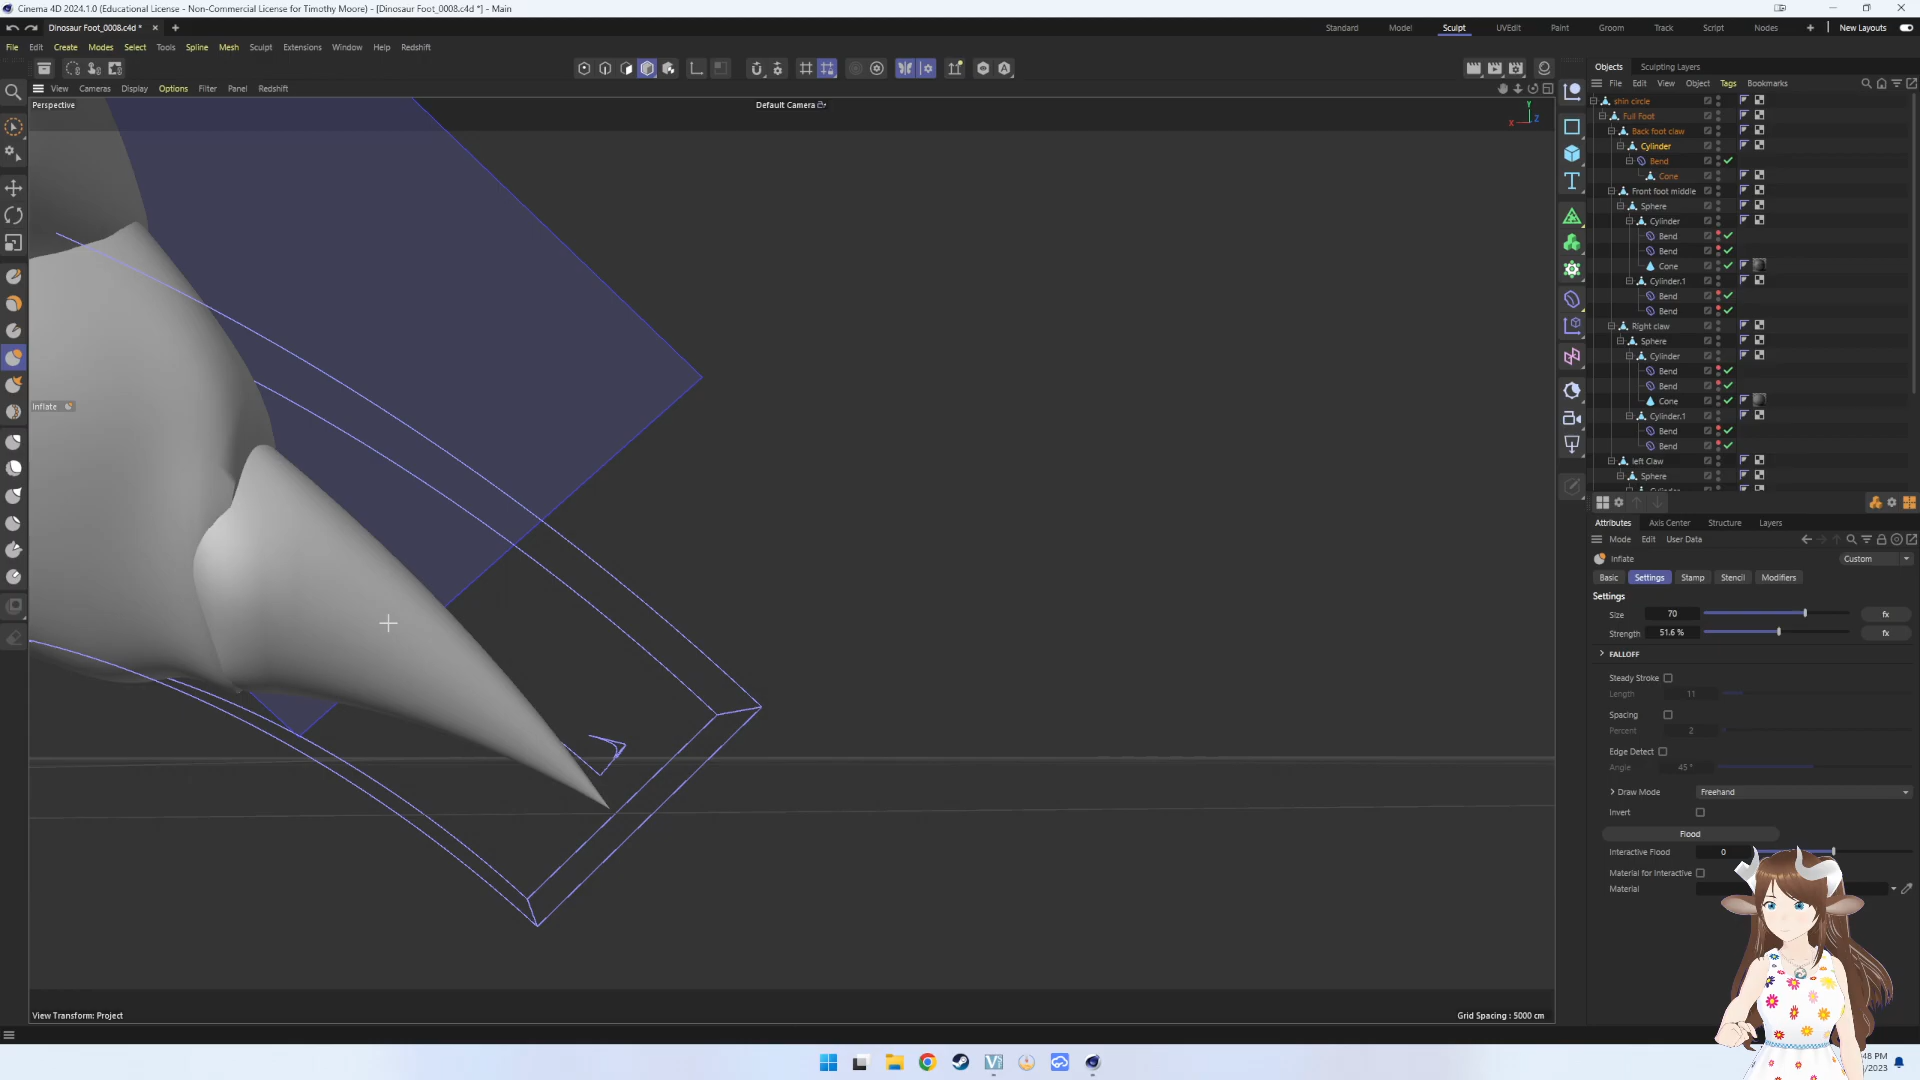 Cinema 4D 2024.1.0 (Educational License - Non-Commercial License for Timothy Moore) - [Dinosaur Foot_0008.c4d *] - Main
Dinosaur Foot_0008.c4d *
Standard Model Sculpt UVEdit Paint Groom Track Script Nodes New Layouts
File Edit Create Modes Select Tools Spline Mesh Sculpt Extensions Window Help Redshift
View Cameras Display Options Filter Panel Redshift
Perspective
Default Camera
Y
X
Z
Inflate
View Transform: Project
Grid Spacing : 5000 cm
Objects Sculpting Layers
File Edit View Object Tags Bookmarks
shin circle
Full Foot
Back foot claw
Cylinder
Bend
Cone
Front foot middle
Sphere
Cylinder
Bend
Bend
Cone
Cylinder.1
Bend
Bend
Right claw
Sphere
Cylinder
Bend
Bend
Cone
Cylinder.1
Bend
Bend
left Claw
Sphere
Attributes Axis Center Structure Layers
Mode Edit User Data
Inflate Custom
Basic Settings Stamp Stencil Modifiers
Settings
Size 70 fx
Strength 51.6 % fx
FALLOFF
Steady Stroke
Length 11
Spacing
Percent 2
Edge Detect
Angle 45°
Draw Mode Freehand
Invert
Flood
Interactive Flood 0
Material for Interactive
Material
:48 PM
/2023